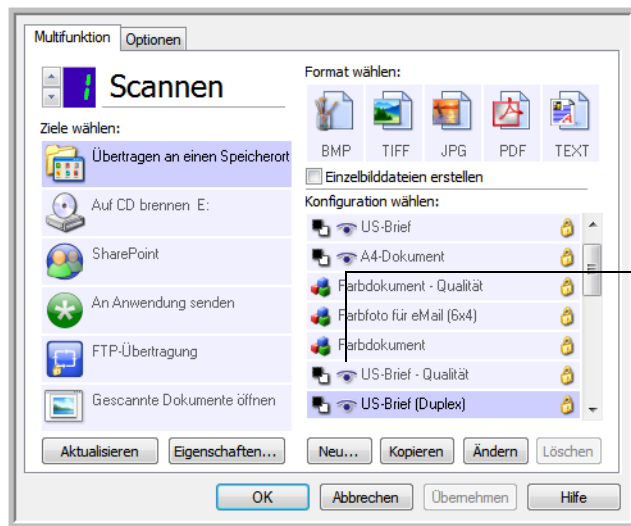 Multifunktion
Optionen
1 Scannen
Ziele wählen:
Übertragen an einen Speicherort
Auf CD brennen E:
SharePoint
An Anwendung senden
FTP-Übertragung
Gescannte Dokumente öffnen
Aktualisieren
Eigenschaften...
Format wählen:
BMP TIFF JPG PDF TEXT
Einzelbilddateien erstellen
Konfiguration wählen:
US-Brief
A4-Dokument
Farbdokument - Qualität
Farbfoto für eMail (6x4)
Farbdokument
US-Brief - Qualität
US-Brief (Duplex)
Neu... Kopieren Ändern Löschen
OK Abbrechen Übernehmen Hilfe